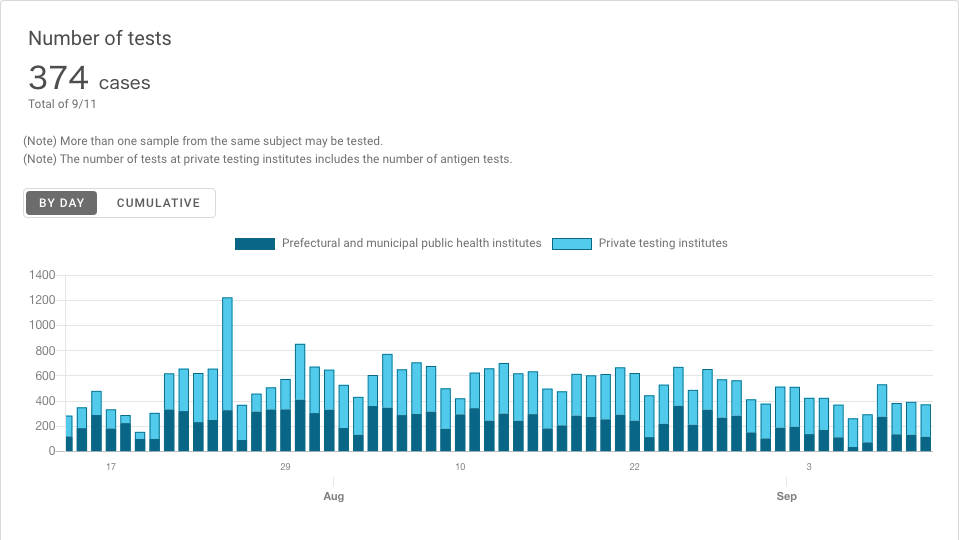 Number of tests
374 cases
Total of 9/11
(Note) More than one sample from the same subject may be tested.
(Note) The number of tests at private testing institutes includes the number of antigen tests.
BY DAY CUMULATIVE
Prefectural and municipal public health institutes Private testing institutes
1400
1200
1000
800
600
400
200
0
17 29 10 22 3
Aug Sep